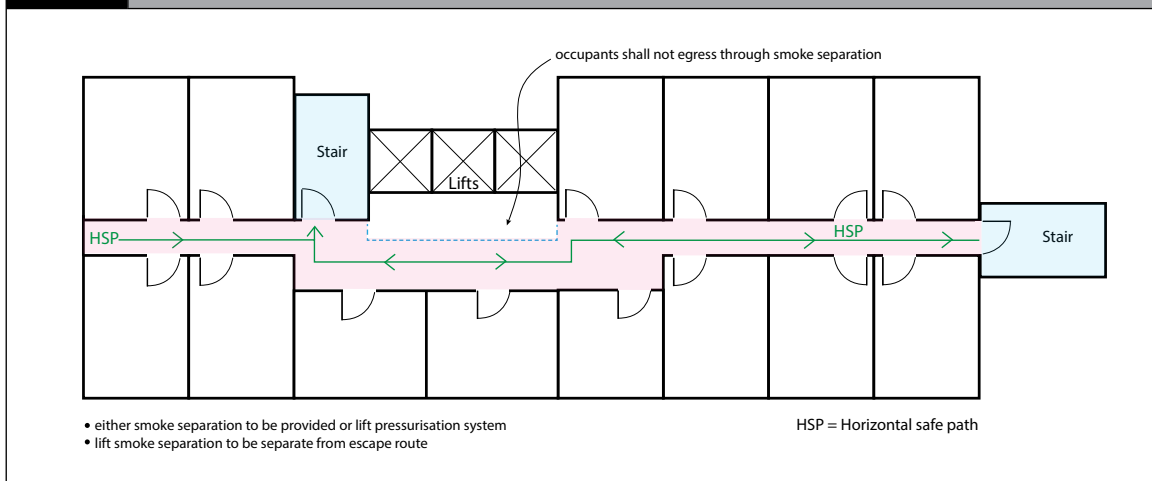 occupants shall not egress through smoke separation
Stair
Lifts
HSP
HSP
Stair
• either smoke separation to be provided or lift pressurisation system
• lift smoke separation to be separate from escape route
HSP = Horizontal safe path